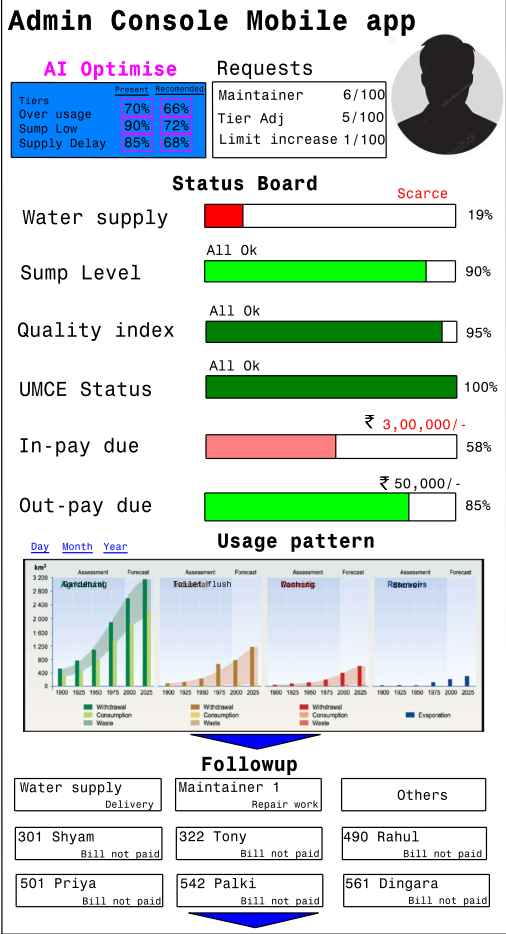 Admin Console Mobile app
AI Optimise
Requests
Present Recomended
Tiers
Over usage 70% 66%
Sump Low 90% 72%
Supply Delay 85% 68%
Maintainer 6/100
Tier Adj 5/100
Limit increase 1/100
Status Board
Scarce
Water supply 19%
All Ok
Sump Level 90%
All Ok
Quality index 95%
All Ok
UMCE Status 100%
₹ 3,00,000/-
In-pay due 58%
₹ 50,000/-
Out-pay due 85%
Day Month Year
Usage pattern
km³
Assessment Forecast Assessment Forecast Assessment Forecast Assessment Forecast
Gardening Toilet flush Washing Shower
3 200
2 800
2 400
2 000
1 600
1 200
800
400
0
1900 1925 1950 1975 2000 2025 1900 1925 1950 1975 2000 2025 1900 1925 1950 1975 2000 2025 1900 1925 1950 1975 2000 2025
Withdrawal Withdrawal Withdrawal
Consumption Consumption Consumption Evaporation
Waste Waste Waste
Followup
Water supply
Delivery
Maintainer 1
Repair work
Others
301 Shyam
Bill not paid
322 Tony
Bill not paid
490 Rahul
Bill not paid
501 Priya
Bill not paid
542 Palki
Bill not paid
561 Dingara
Bill not paid